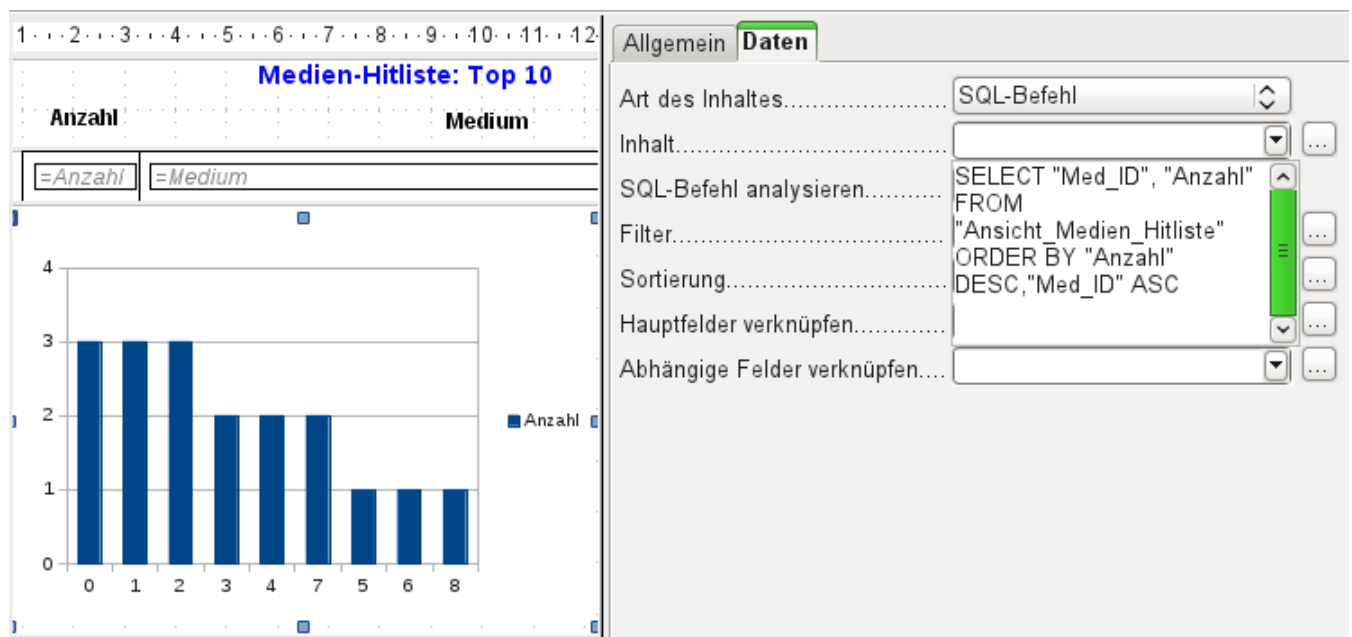 1 · · · 2 · · · 3 · · · 4 · · · 5 · · · 6 · · · 7 · · · 8 · · · 9 · · 10 · · 11 · · 12
Medien-Hitliste: Top 10
Anzahl Medium
=Anzahl =Medium
4
3
2
1
0
0 1 2 3 4 7 5 6 8
Anzahl
Allgemein Daten
Art des Inhaltes...................... SQL-Befehl
Inhalt..................................... ...
SQL-Befehl analysieren...........
Filter................................... ...
Sortierung............................. ...
Hauptfelder verknüpfen............. ...
Abhängige Felder verknüpfen.... ...
SELECT "Med_ID", "Anzahl"
FROM
"Ansicht_Medien_Hitliste"
ORDER BY "Anzahl"
DESC,"Med_ID" ASC